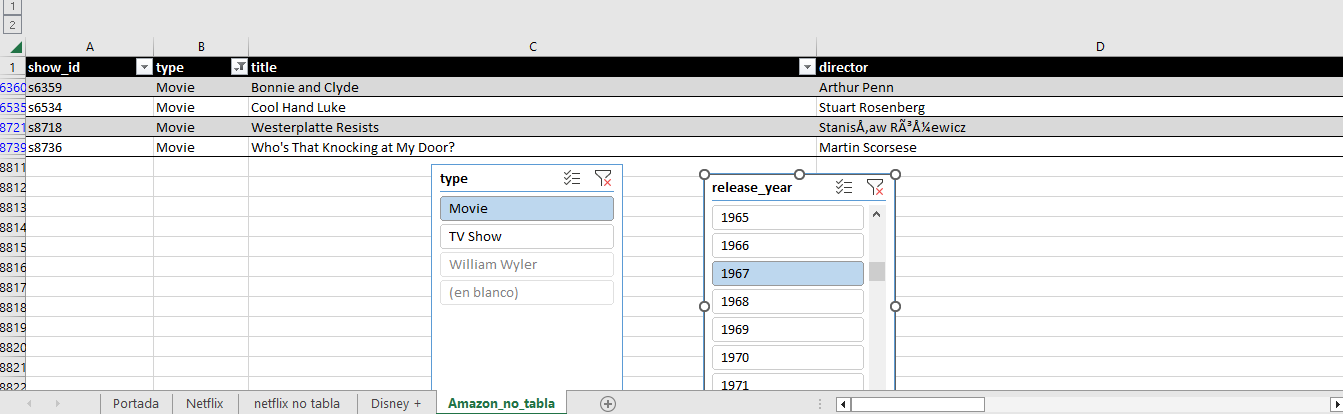 1
2
A B C D
1 show_id type title director
6360 s6359 Movie Bonnie and Clyde Arthur Penn
6535 s6534 Movie Cool Hand Luke Stuart Rosenberg
8721 s8718 Movie Westerplatte Resists StanisÅ‚aw RÃ³Å¼ewicz
8739 s8736 Movie Who's That Knocking at My Door? Martin Scorsese
8811
8812
8813
8814
8815
8816
8817
8818
8819
8820
8821
8822
type
Movie
TV Show
William Wyler
(en blanco)
release_year
1965
1966
1967
1968
1969
1970
1971
Portada Netflix netflix no tabla Disney + Amazon_no_tabla